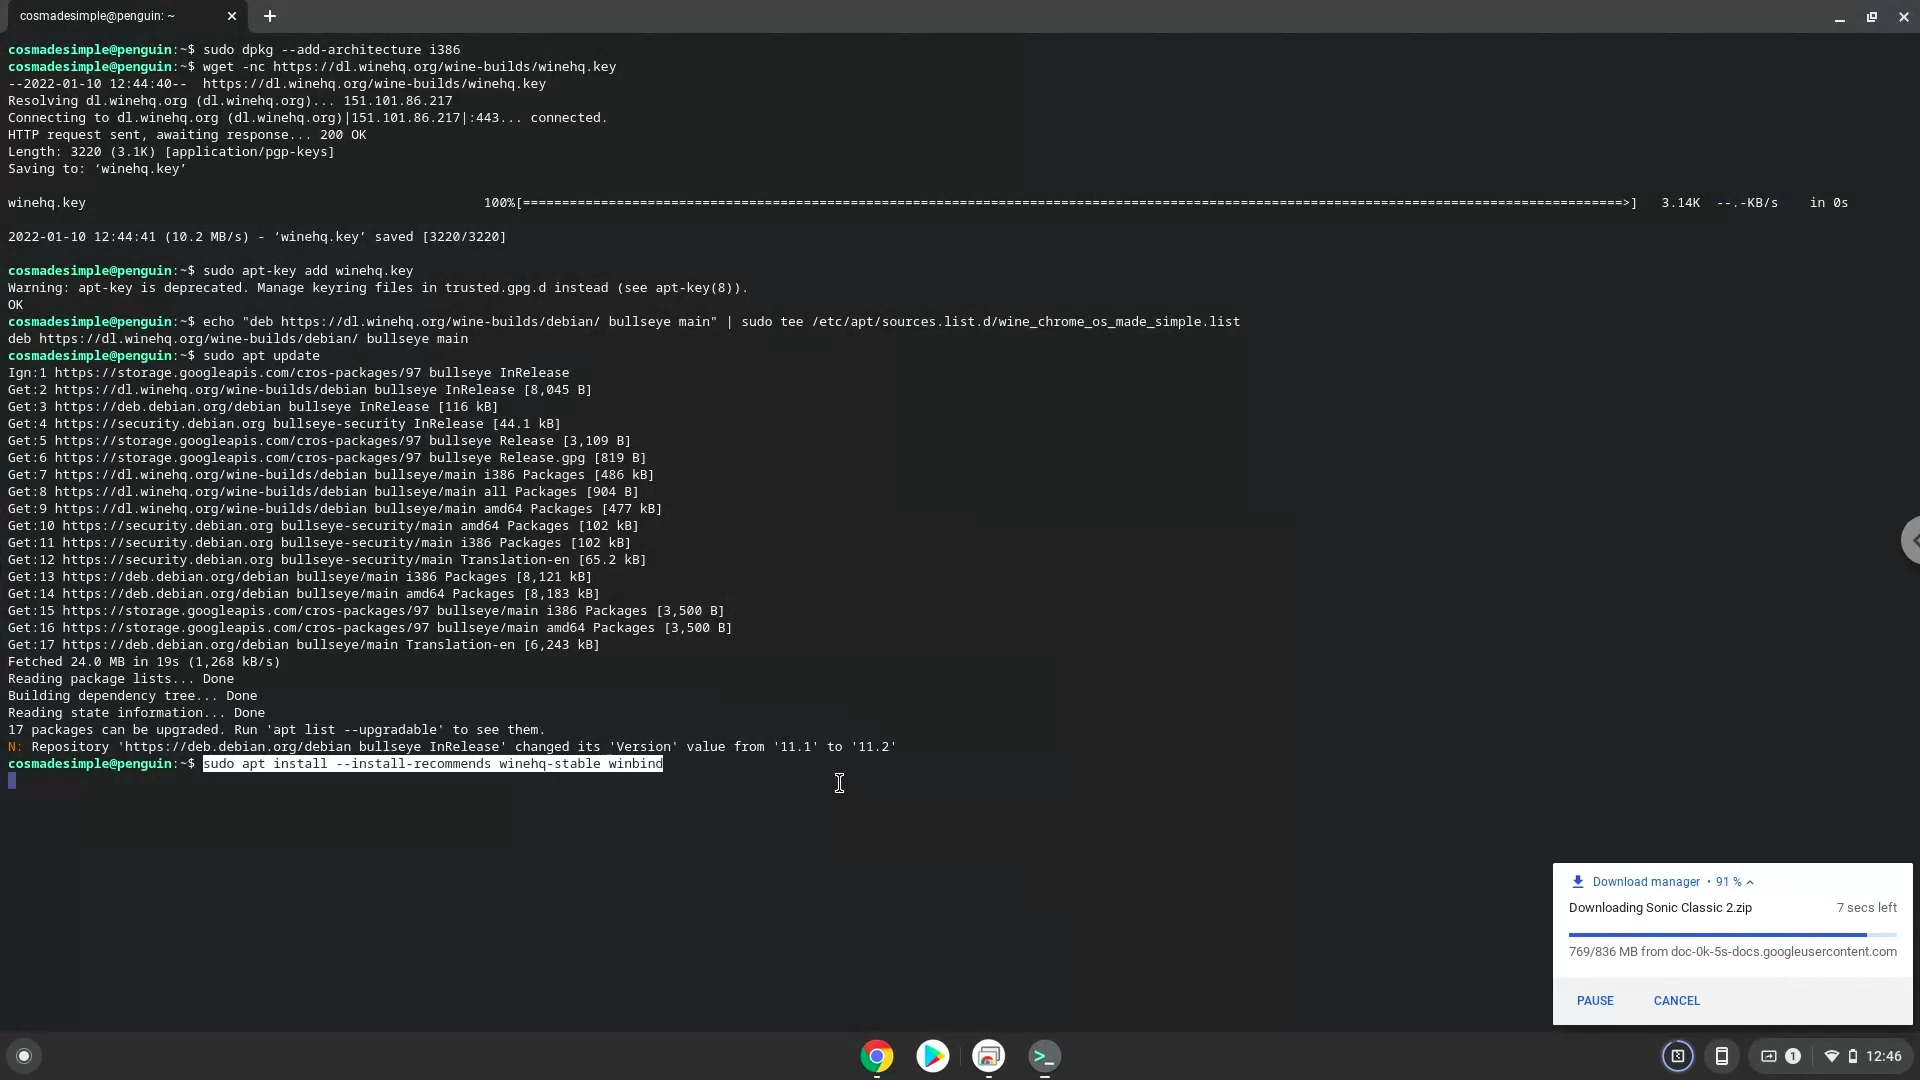 cosmadesimple@penguin: ~
cosmadesimple@penguin:~$ sudo dpkg --add-architecture i386
cosmadesimple@penguin:~$ wget -nc https://dl.winehq.org/wine-builds/winehq.key
--2022-01-10 12:44:40--  https://dl.winehq.org/wine-builds/winehq.key
Resolving dl.winehq.org (dl.winehq.org)... 151.101.86.217
Connecting to dl.winehq.org (dl.winehq.org)|151.101.86.217|:443... connected.
HTTP request sent, awaiting response... 200 OK
Length: 3220 (3.1K) [application/pgp-keys]
Saving to: ‘winehq.key’
winehq.key 100%[=============================================================================================================================================>] 3.14K --.-KB/s in 0s
2022-01-10 12:44:41 (10.2 MB/s) - ‘winehq.key’ saved [3220/3220]
cosmadesimple@penguin:~$ sudo apt-key add winehq.key
Warning: apt-key is deprecated. Manage keyring files in trusted.gpg.d instead (see apt-key(8)).
OK
cosmadesimple@penguin:~$ echo "deb https://dl.winehq.org/wine-builds/debian/ bullseye main" | sudo tee /etc/apt/sources.list.d/wine_chrome_os_made_simple.list
deb https://dl.winehq.org/wine-builds/debian/ bullseye main
cosmadesimple@penguin:~$ sudo apt update
Ign:1 https://storage.googleapis.com/cros-packages/97 bullseye InRelease
Get:2 https://dl.winehq.org/wine-builds/debian bullseye InRelease [8,045 B]
Get:3 https://deb.debian.org/debian bullseye InRelease [116 kB]
Get:4 https://security.debian.org bullseye-security InRelease [44.1 kB]
Get:5 https://storage.googleapis.com/cros-packages/97 bullseye Release [3,109 B]
Get:6 https://storage.googleapis.com/cros-packages/97 bullseye Release.gpg [819 B]
Get:7 https://dl.winehq.org/wine-builds/debian bullseye/main i386 Packages [486 kB]
Get:8 https://dl.winehq.org/wine-builds/debian bullseye/main all Packages [904 B]
Get:9 https://dl.winehq.org/wine-builds/debian bullseye/main amd64 Packages [477 kB]
Get:10 https://security.debian.org bullseye-security/main amd64 Packages [102 kB]
Get:11 https://security.debian.org bullseye-security/main i386 Packages [102 kB]
Get:12 https://security.debian.org bullseye-security/main Translation-en [65.2 kB]
Get:13 https://deb.debian.org/debian bullseye/main i386 Packages [8,121 kB]
Get:14 https://deb.debian.org/debian bullseye/main amd64 Packages [8,183 kB]
Get:15 https://storage.googleapis.com/cros-packages/97 bullseye/main i386 Packages [3,500 B]
Get:16 https://storage.googleapis.com/cros-packages/97 bullseye/main amd64 Packages [3,500 B]
Get:17 https://deb.debian.org/debian bullseye/main Translation-en [6,243 kB]
Fetched 24.0 MB in 19s (1,268 kB/s)
Reading package lists... Done
Building dependency tree... Done
Reading state information... Done
17 packages can be upgraded. Run 'apt list --upgradable' to see them.
N: Repository 'https://deb.debian.org/debian bullseye InRelease' changed its 'Version' value from '11.1' to '11.2'
cosmadesimple@penguin:~$ sudo apt install --install-recommends winehq-stable winbind
Download manager • 91 %
Downloading Sonic Classic 2.zip 7 secs left
769/836 MB from doc-0k-5s-docs.googleusercontent.com
PAUSE CANCEL
1 12:46